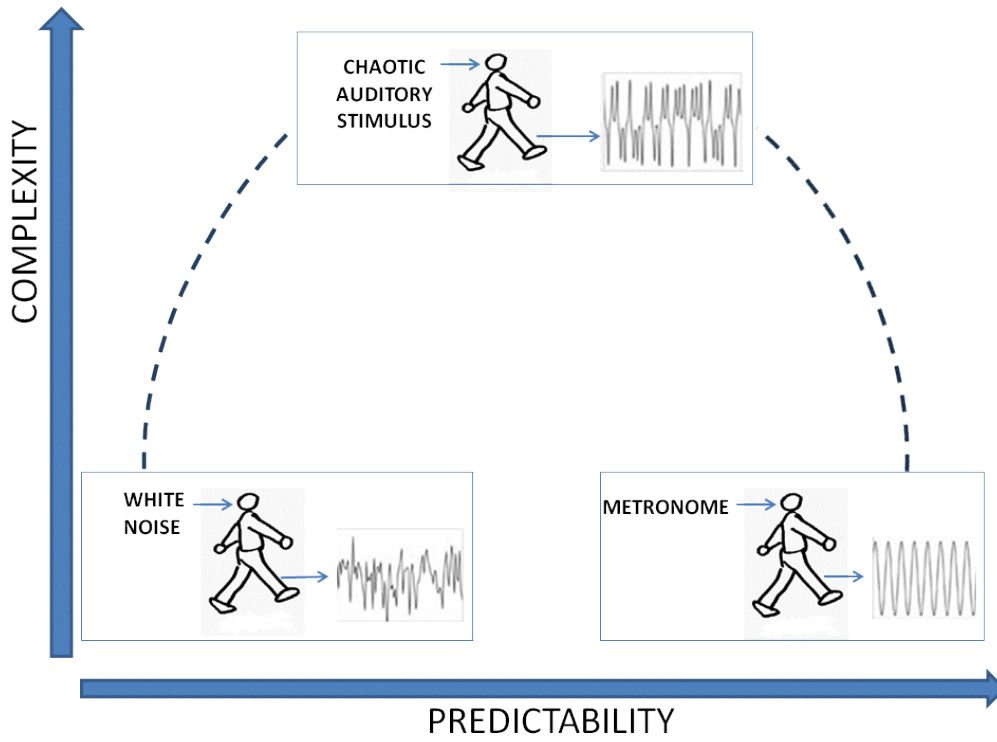 CHAOTIC
AUDITORY
STIMULUS
COMPLEXITY
WHITE
NOISE
METRONOME
PREDICTABILITY